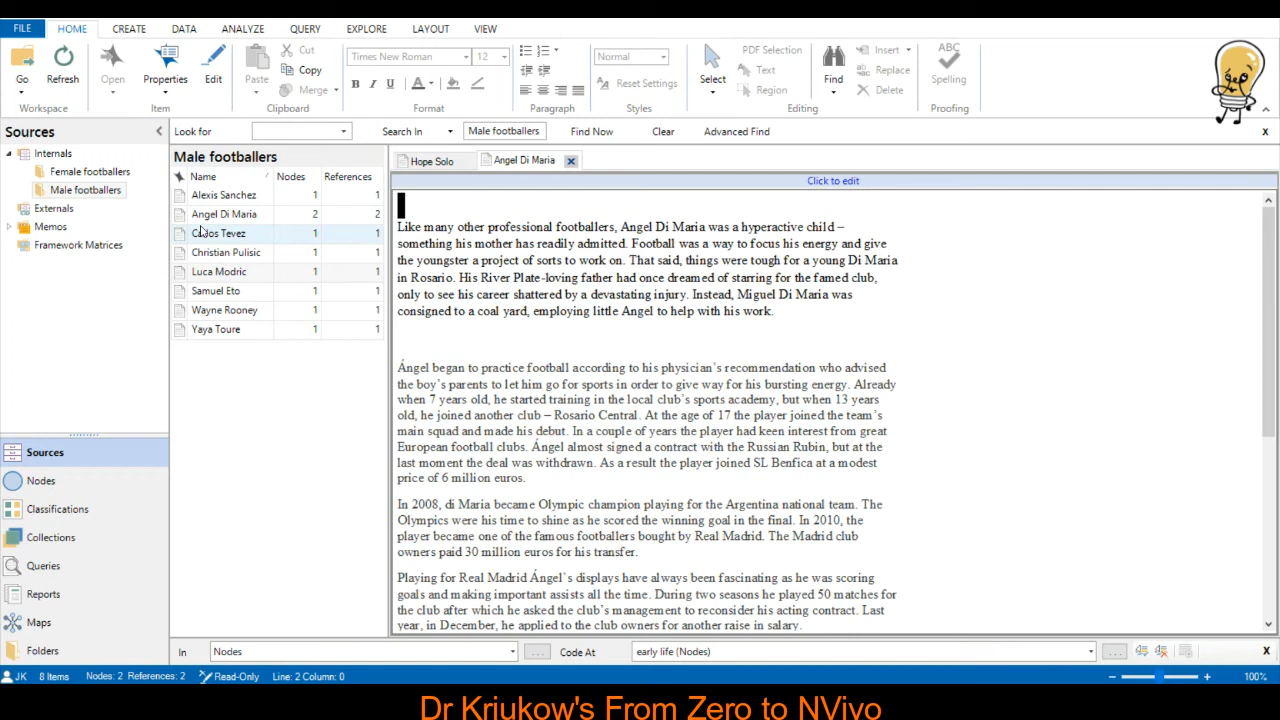 FILE HOME CREATE DATA ANALYZE QUERY EXPLORE LAYOUT VIEW
Go Refresh Open Properties Edit Paste Cut Copy Merge Times New Roman 12 Normal Reset Settings Select PDF Selection Text Region Find Insert Replace Delete ABC Spelling
B I U A
Workspace Item Clipboard Format Paragraph Styles Editing Proofing
Sources
Look for Search In Male footballers Find Now Clear Advanced Find x
Internals
Female footballers
Male footballers
Externals
Memos
Framework Matrices
Sources
Nodes
Classifications
Collections
Queries
Reports
Maps
Folders
Male footballers
Name Nodes References
Alexis Sanchez 1 1
Angel Di Maria 2 2
Carlos Tevez 1 1
Christian Pulisic 1 1
Luca Modric 1 1
Samuel Eto 1 1
Wayne Rooney 1 1
Yaya Toure 1 1
Hope Solo Angel Di Maria x
Click to edit
Like many other professional footballers, Angel Di Maria was a hyperactive child –
something his mother has readily admitted. Football was a way to focus his energy and give
the youngster a project of sorts to work on. That said, things were tough for a young Di Maria
in Rosario. His River Plate-loving father had once dreamed of starring for the famed club,
only to see his career shattered by a devastating injury. Instead, Miguel Di Maria was
consigned to a coal yard, employing little Angel to help with his work.
Ángel began to practice football according to his physician`s recommendation who advised
the boy`s parents to let him go for sports in order to give way for his bursting energy. Already
when 7 years old, he started training in the local club`s sports academy, but when 13 years
old, he joined another club – Rosario Central. At the age of 17 the player joined the team`s
main squad and made his debut. In a couple of years the player had keen interest from great
European football clubs. Ángel almost signed a contract with the Russian Rubin, but at the
last moment the deal was withdrawn. As a result the player joined SL Benfica at a modest
price of 6 million euros.
In 2008, di Maria became Olympic champion playing for the Argentina national team. The
Olympics were his time to shine as he scored the winning goal in the final. In 2010, the
player became one of the famous footballers bought by Real Madrid. The Madrid club
owners paid 30 million euros for his transfer.
Playing for Real Madrid Ángel`s displays have always been fascinating as he was scoring
goals and making important assists all the time. During two seasons he played 50 matches for
the club after which he asked the club’s management to reconsider his acting contract. Last
year, in December, he applied to the club owners for another raise in salary.
In Nodes ... Code At early life (Nodes) ... X
JK 8 Items Nodes: 2 References: 2 Read-Only Line: 2 Column: 0 − + 100%
Dr Kriukow's From Zero to NVivo